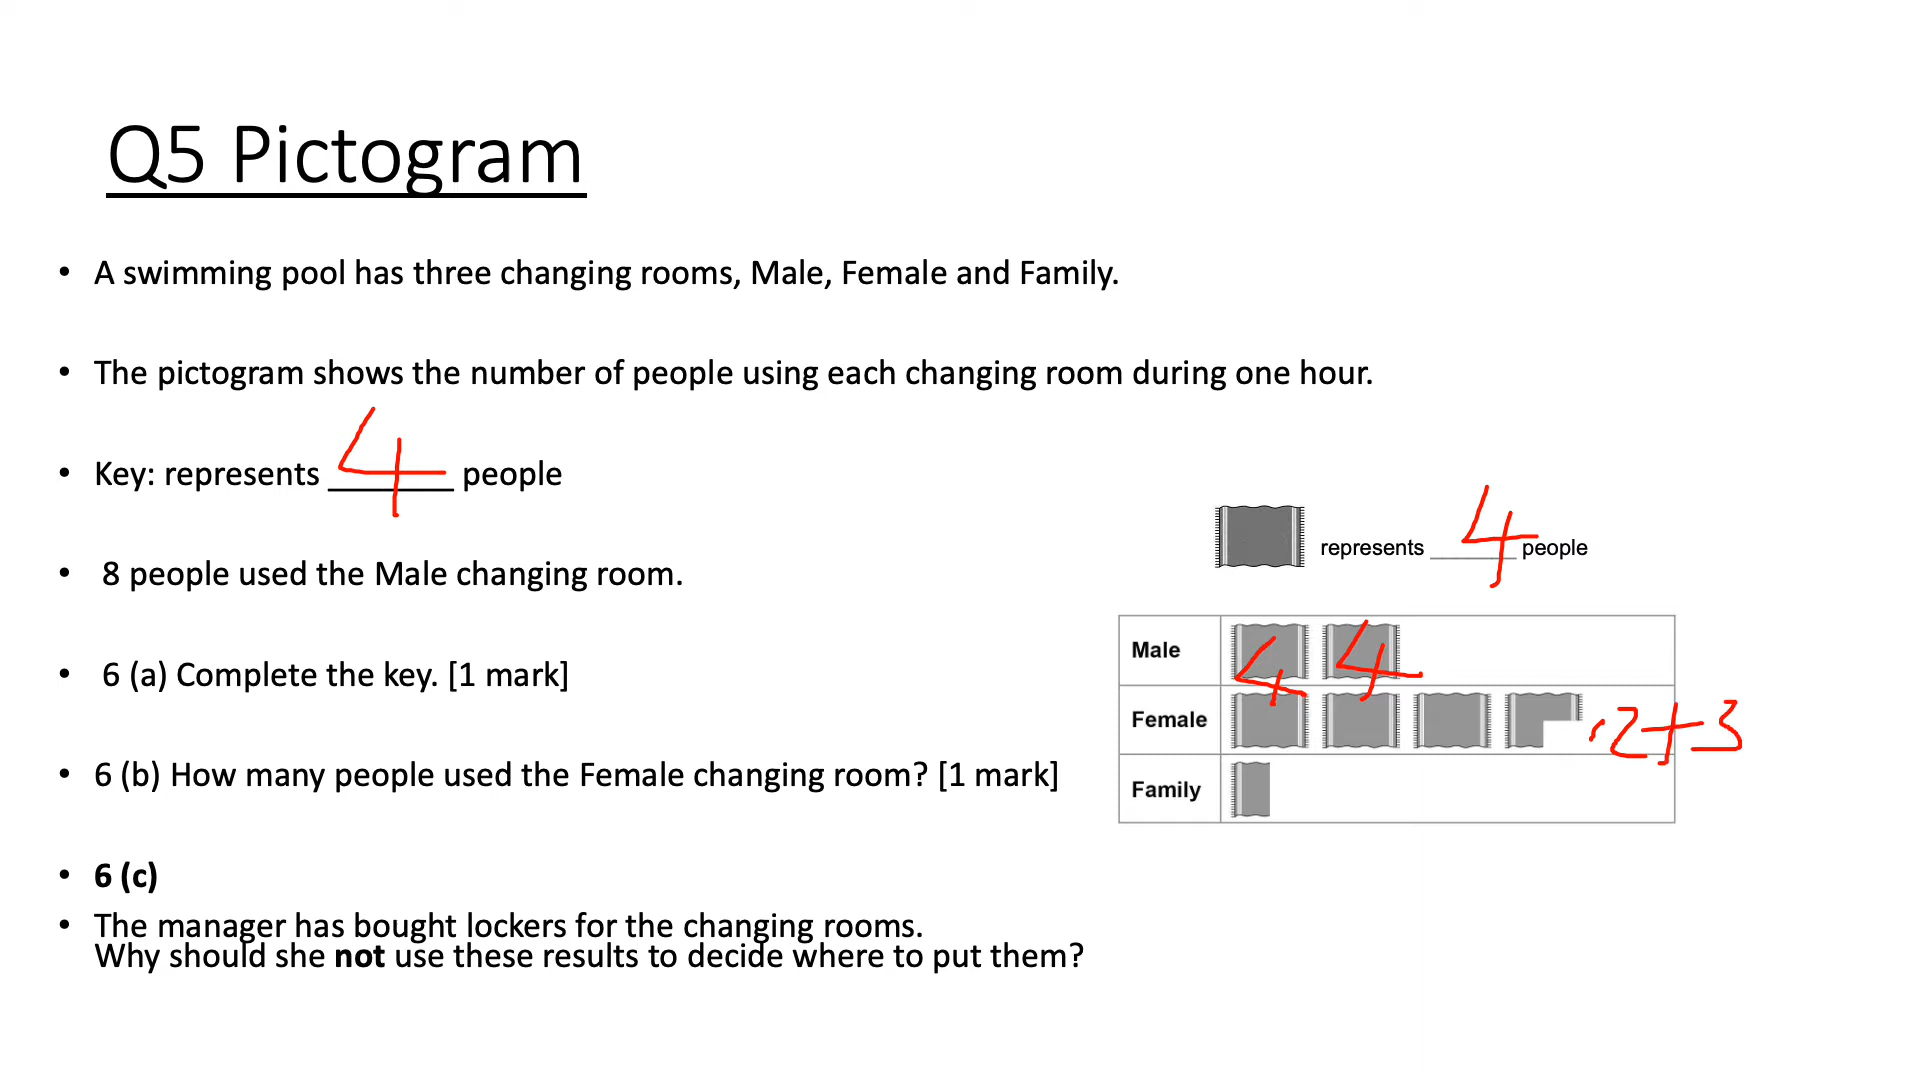 Q5 Pictogram
• A swimming pool has three changing rooms, Male, Female and Family.
• The pictogram shows the number of people using each changing room during one hour.
• Key: represents 4 people
• 8 people used the Male changing room.
• 6 (a) Complete the key. [1 mark]
• 6 (b) How many people used the Female changing room? [1 mark]
• 6 (c)
• The manager has bought lockers for the changing rooms.
Why should she not use these results to decide where to put them?
represents 4 people
Male 4 4
Female 12+3
Family